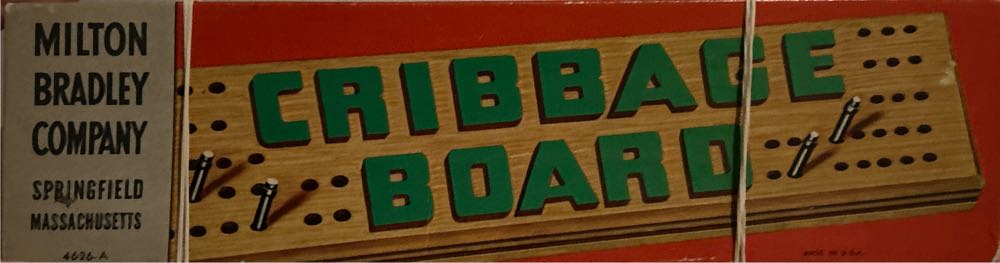 MILTON
BRADLEY
COMPANY
SPRINGFIELD
MASSACHUSETTS
4626-A
CRIBBAGE
BOARD
MADE IN U.S.A.